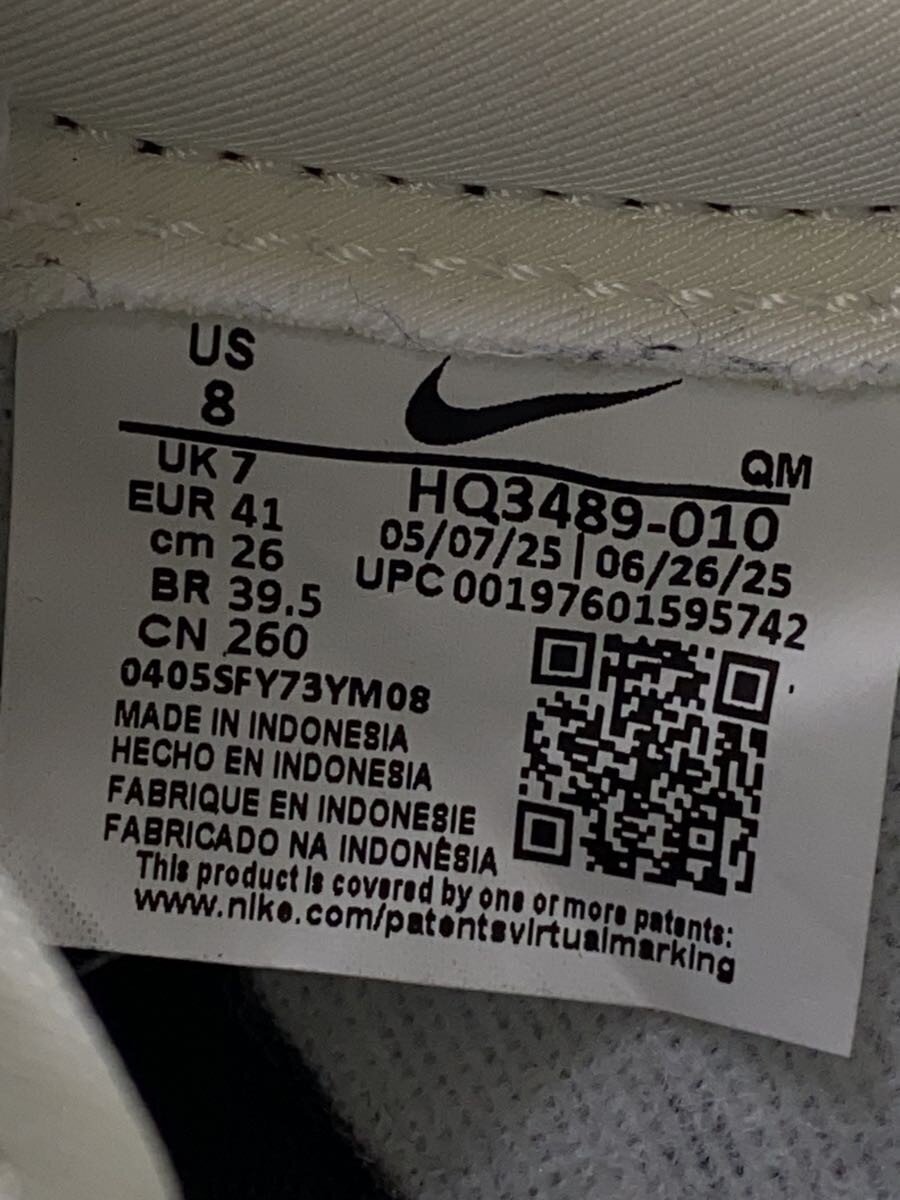 US
8
UK 7
EUR 41
cm 26
BR 39.5
CN 260
QM
HQ3489-010
05/07/25 | 06/26/25
UPC 00197601595742
0405SFY73YM08
MADE IN INDONESIA
HECHO EN INDONESIA
FABRIQUE EN INDONESIE
FABRICADO NA INDONÉSIA
This product is covered by one or more patents:
www.nike.com/patentsvirtualmarking